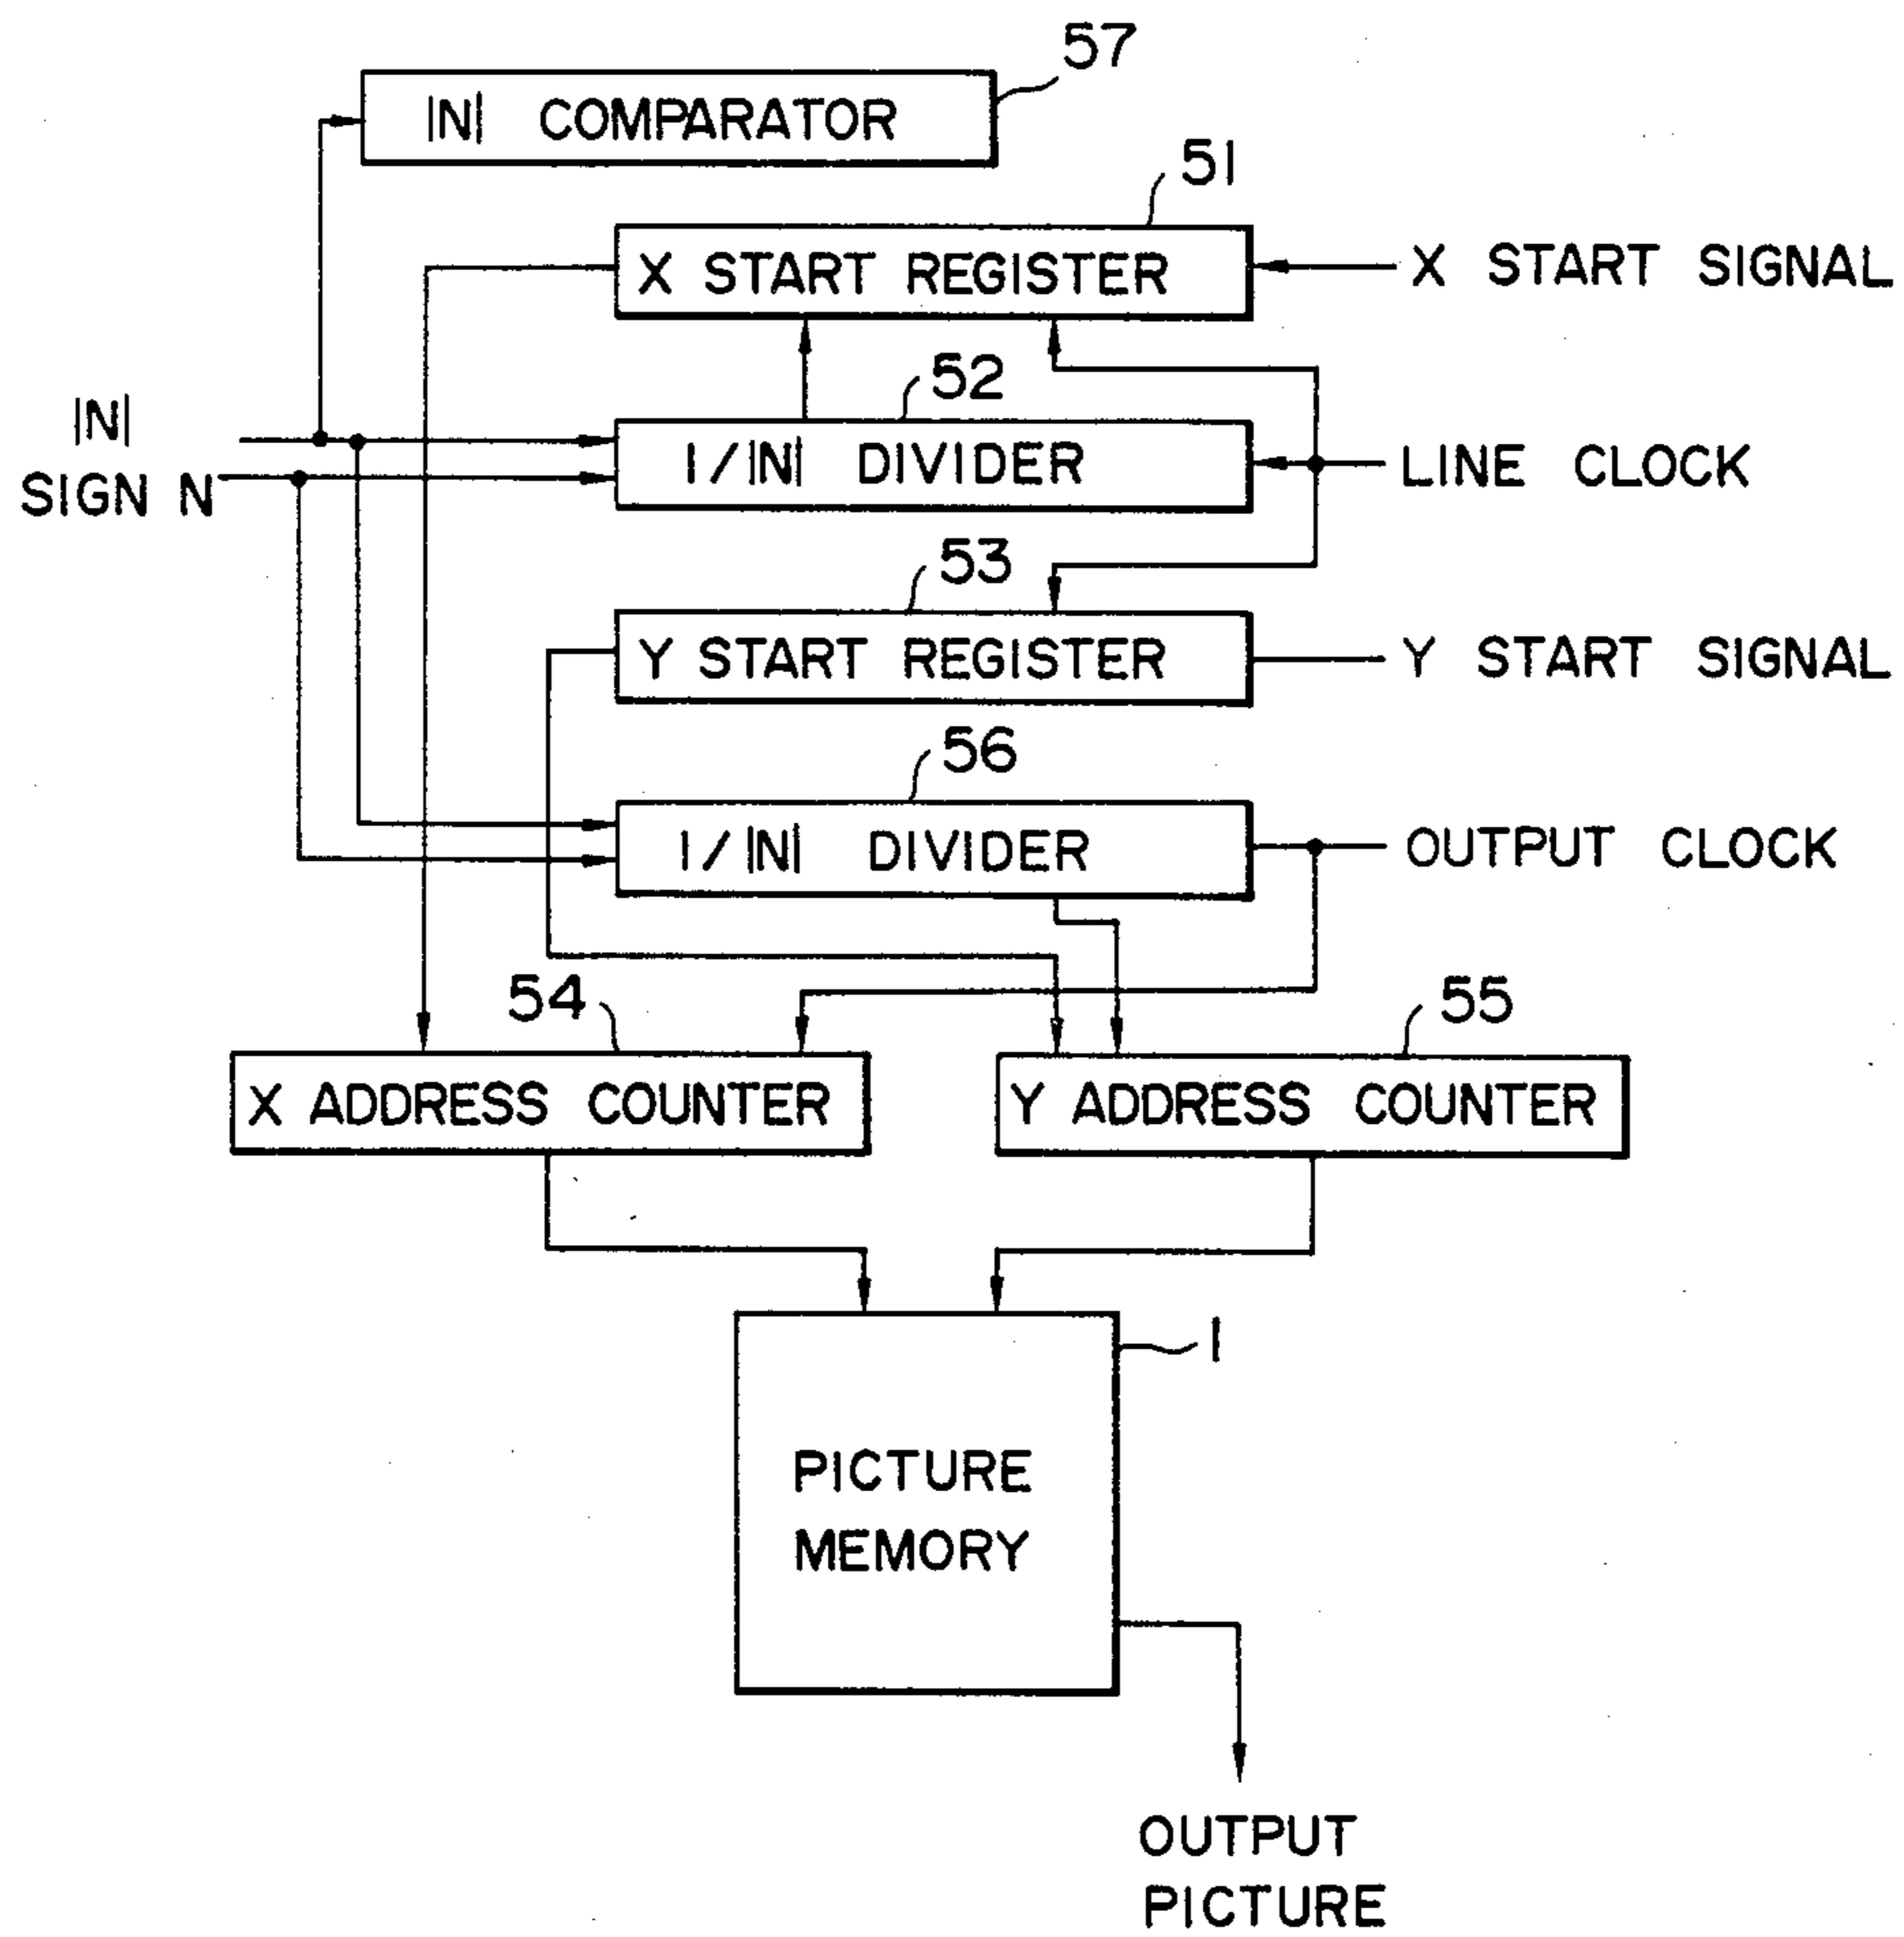 57
|N| COMPARATOR
51
X START REGISTER
X START SIGNAL
52
|N|
1/|N| DIVIDER
LINE CLOCK
SIGN N
53
Y START REGISTER
Y START SIGNAL
56
1/|N| DIVIDER
OUTPUT CLOCK
54
55
X ADDRESS COUNTER
Y ADDRESS COUNTER
1
PICTURE
MEMORY
OUTPUT
PICTURE